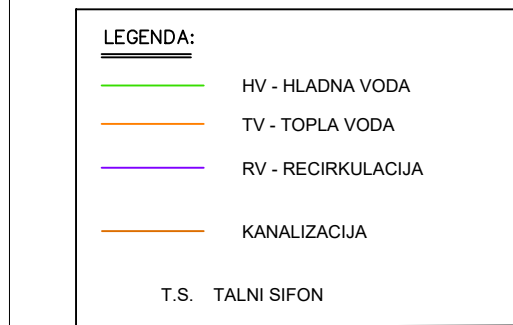 LEGENDA:
HV - HLADNA VODA
TV - TOPLA VODA
RV - RECIRKULACIJA
KANALIZACIJA
T.S. TALNI SIFON